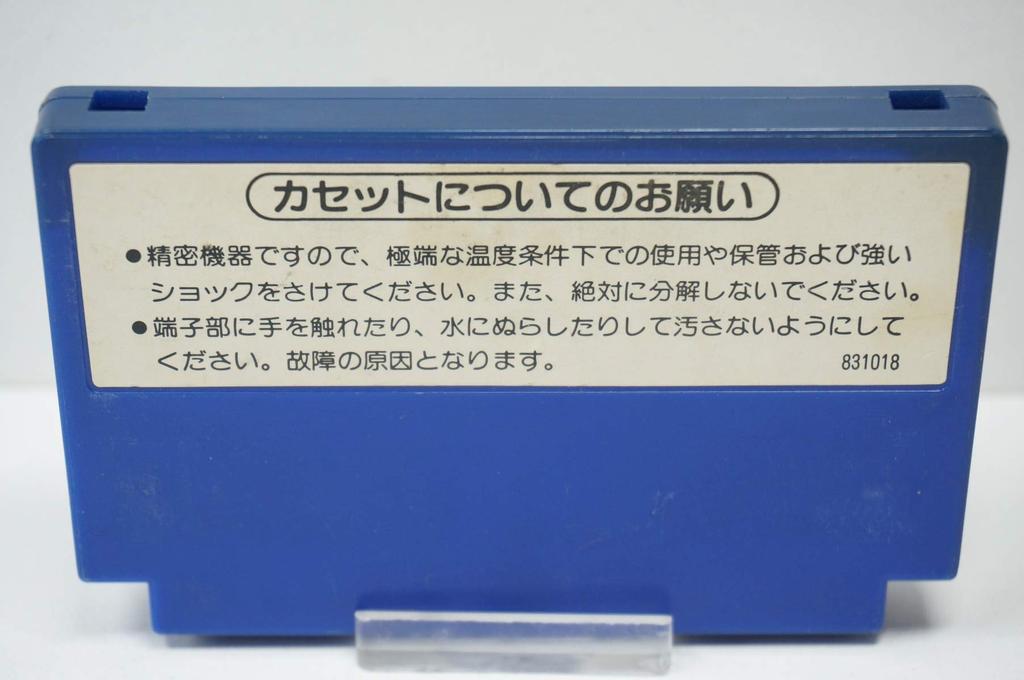 カセットについてのお願い
●精密機器ですので、極端な温度条件下での使用や保管および強い
ショックをさけてください。また、絶対に分解しないでください。
●端子部に手を触れたり、水にぬらしたりして汚さないようにして
ください。故障の原因となります。
831018